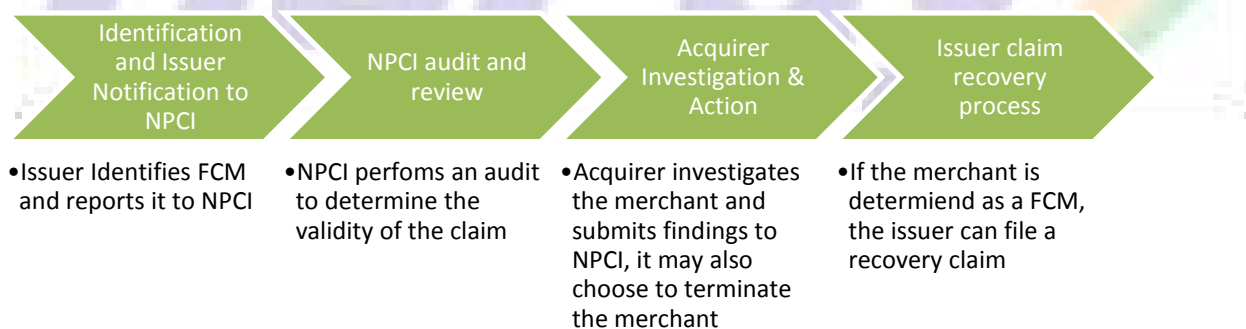 Identification
and Issuer
Notification to
NPCI
NPCI audit and
review
Acquirer
Investigation &
Action
Issuer claim
recovery
process
•Issuer Identifies FCM
and reports it to NPCI
•NPCI perfoms an audit
to determine the
validity of the claim
•Acquirer investigates
the merchant and
submits findings to
NPCI, it may also
choose to terminate
the merchant
•If the merchant is
determiend as a FCM,
the issuer can file a
recovery claim